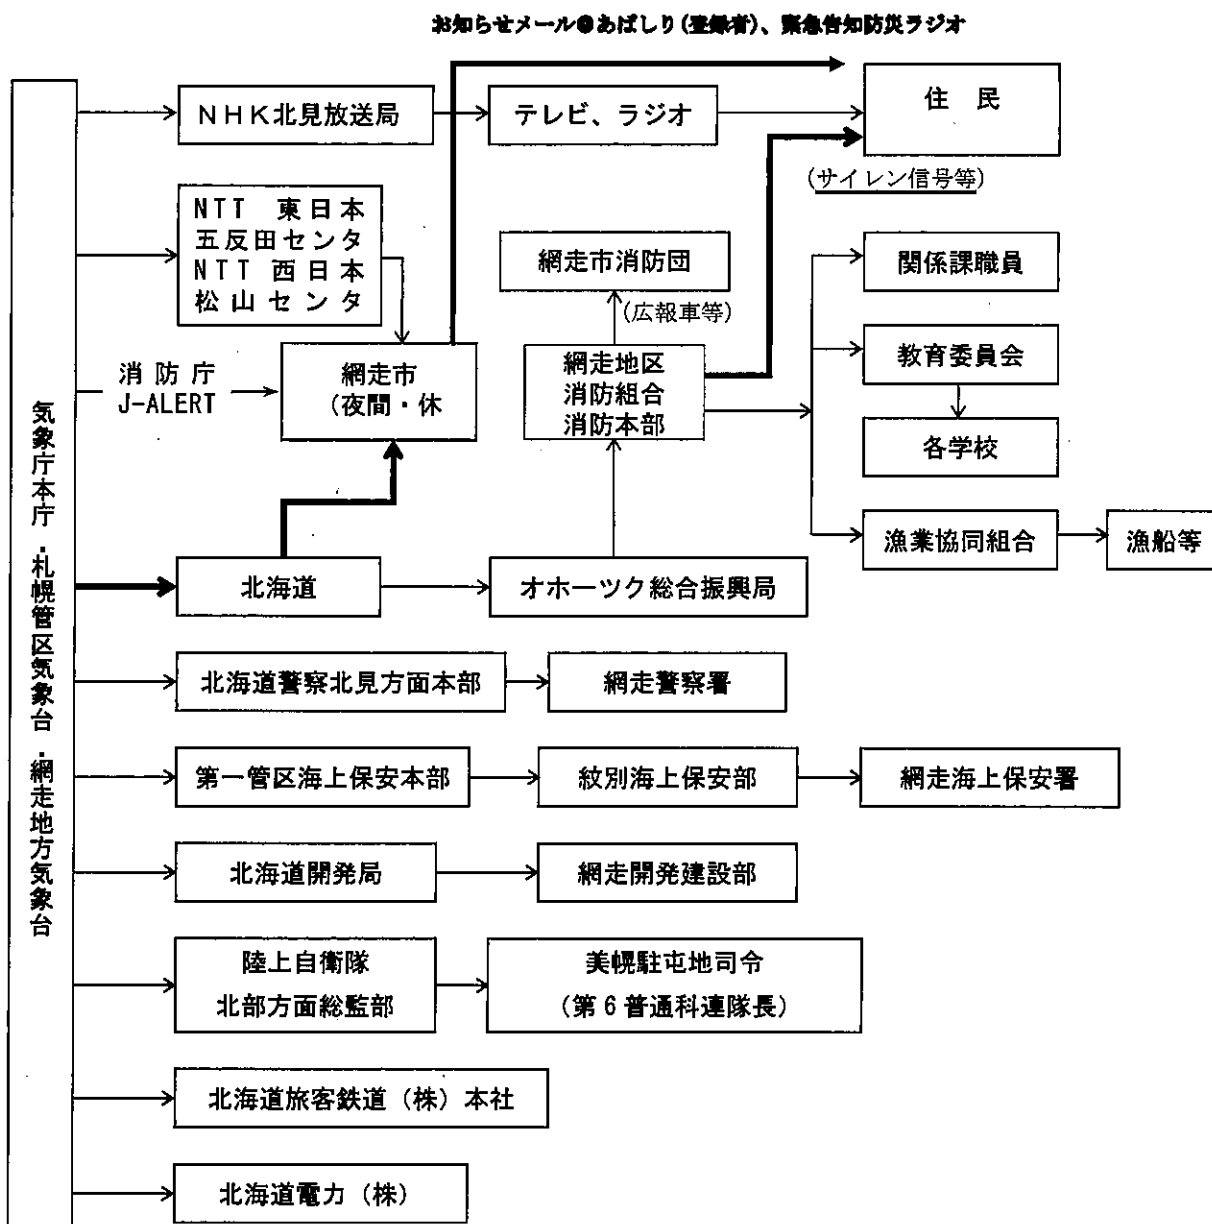 お知らせメール@あばしり(登録者)、緊急告知防災ラジオ
気象庁本庁・札幌管区気象台・網走地方気象台
NHK北見放送局
テレビ、ラジオ
住 民
(サイレン信号等)
NTT 東日本
五反田センタ
NTT 西日本
松山センタ
網走市消防団
(広報車等)
関係課職員
消防庁
J-ALERT
網走市
(夜間・休
網走地区
消防組合
消防本部
教育委員会
各学校
漁業協同組合
漁船等
北海道
オホーツク総合振興局
北海道警察北見方面本部
網走警察署
第一管区海上保安本部
紋別海上保安部
網走海上保安署
北海道開発局
網走開発建設部
陸上自衛隊
北部方面総監部
美幌駐屯地司令
(第6普通科連隊長)
北海道旅客鉄道(株)本社
北海道電力(株)